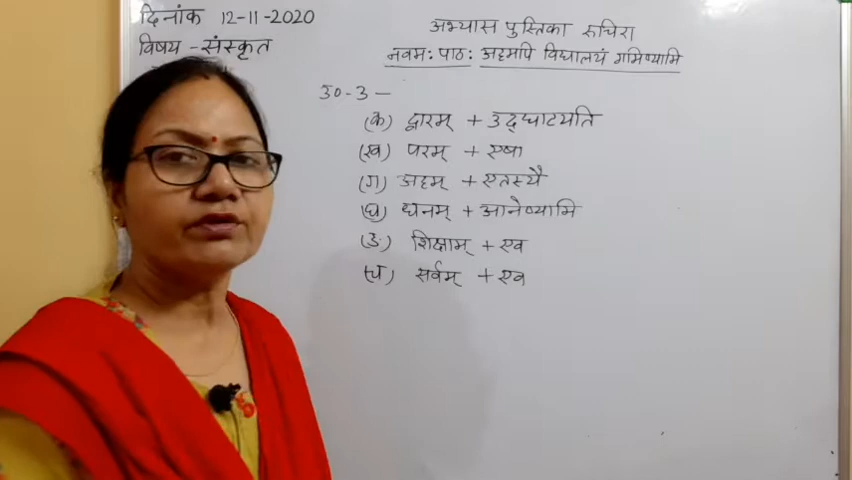 दिनांक 12-11-2020
विषय - संस्कृत
अभ्यास पुस्तिका रुचिरा
नवमः पाठः अहमपि विद्यालयं गमिष्यामि
उ०-3 -
(क) द्वारम् + उद्घाटयति
(ख) परम् + एषा
(ग) अहम् + एतस्यै
(घ) धनम् + आनेष्यामि
(ङ) शिक्षाम् + एव
(च) सर्वम् + एव